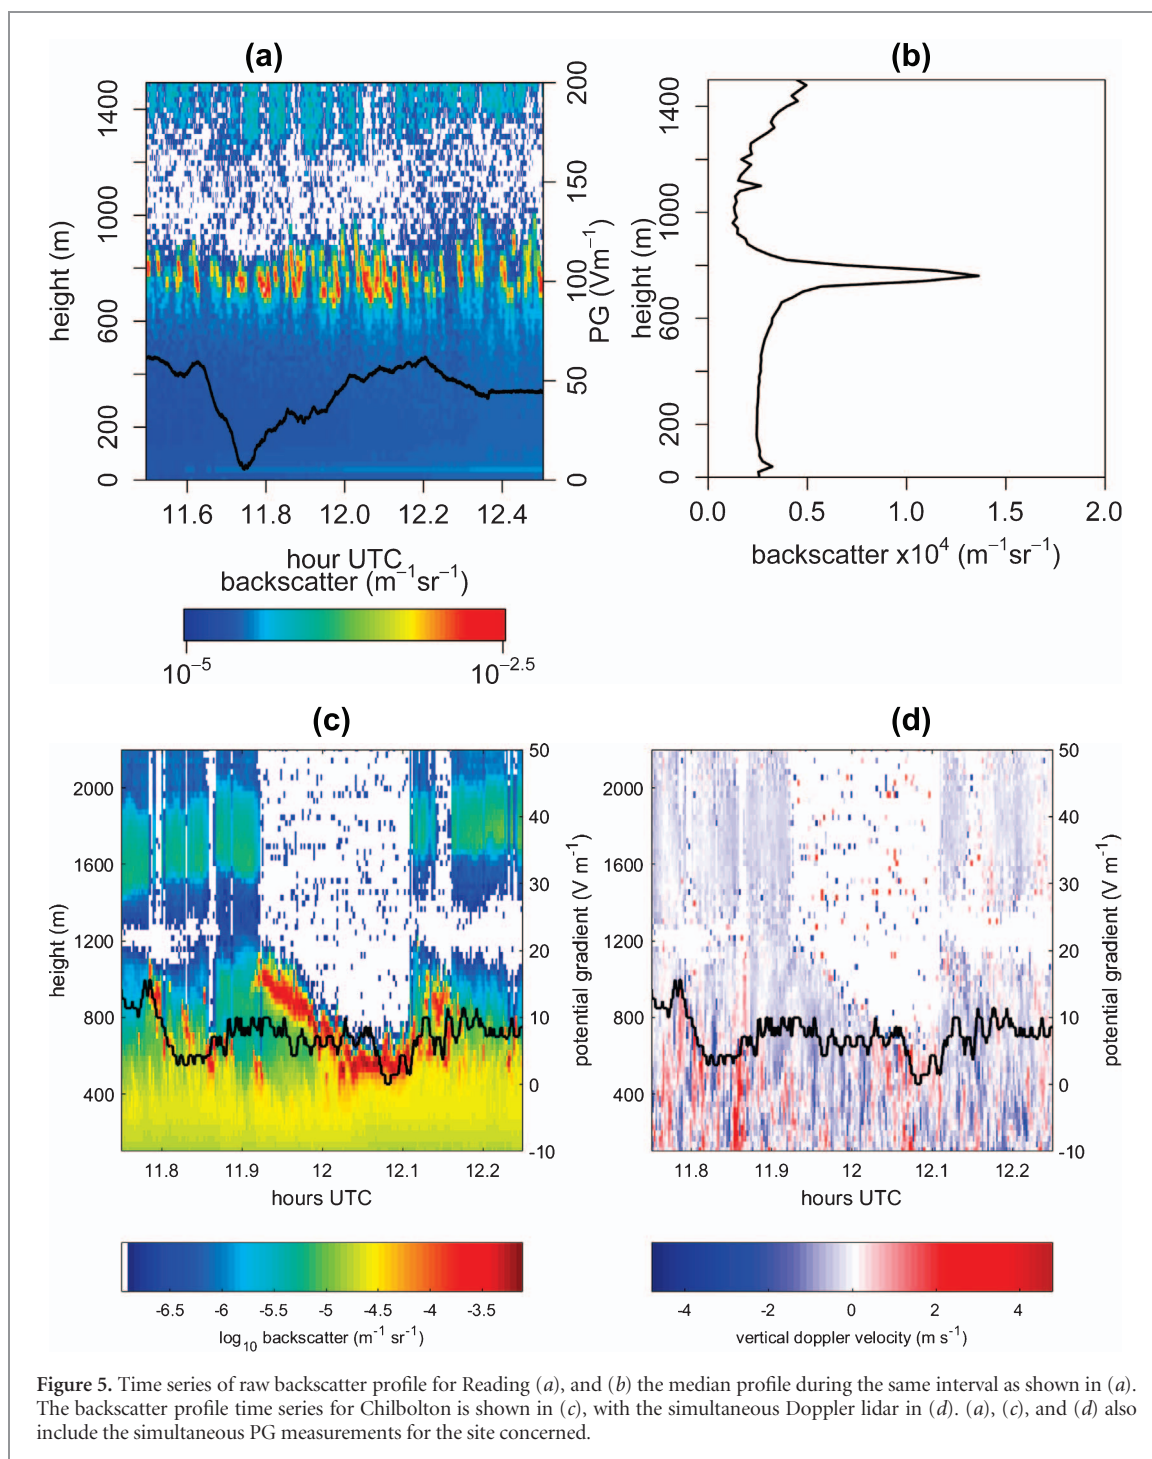 (a)
(b)
1400
1000
600
200
0
height (m)
200
150
100
50
0
PG (Vm⁻¹)
11.6 11.8 12.0 12.2 12.4
hour UTC
backscatter (m⁻¹sr⁻¹)
10⁻⁵ 10⁻²·⁵
1400
1000
600
200
0
height (m)
0.0 0.5 1.0 1.5 2.0
backscatter x10⁴ (m⁻¹sr⁻¹)
(c)
(d)
2000
1600
1200
800
400
height (m)
50
40
30
20
10
0
-10
potential gradient (V m⁻¹)
11.8 11.9 12 12.1 12.2
hours UTC
-6.5 -6 -5.5 -5 -4.5 -4 -3.5
log₁₀ backscatter (m⁻¹ sr⁻¹)
2000
1600
1200
800
400
50
40
30
20
10
0
-10
potential gradient (V m⁻¹)
11.8 11.9 12 12.1 12.2
hours UTC
-4 -2 0 2 4
vertical doppler velocity (m s⁻¹)
Figure 5. Time series of raw backscatter profile for Reading (a), and (b) the median profile during the same interval as shown in (a).
The backscatter profile time series for Chilbolton is shown in (c), with the simultaneous Doppler lidar in (d). (a), (c), and (d) also
include the simultaneous PG measurements for the site concerned.